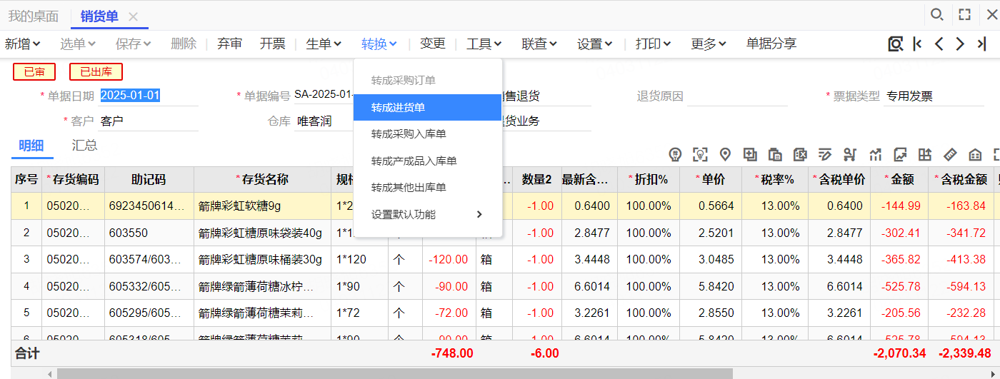 我的桌面 销货单
新增 选单 保存 删除 弃审 开票 生单 转换 变更 工具 联查 设置 打印 更多 单据分享
已审 已出库
转成采购订单
* 单据日期 2025-01-01 * 单据编号 SA-2025-01- 售退货 退货原因 * 票据类型 专用发票
转成进货单
* 客户 客户 仓库 唯客润 货业务
转成采购入库单
明细 汇总
转成产成品入库单
序号 *存货编码 助记码 *存货名称 规格 .. 数量2 最新含... *折扣% *单价 *税率% *含税单价 *金额 *含税金额
转成其他出库单
1 05020... 6923450614... 箭牌彩虹软糖9g 1*2 -1.00 0.6400 100.00% 0.5664 13.00% 0.6400 -144.99 -163.84
设置默认功能
2 05020... 603550 箭牌彩虹糖原味袋装40g 1*1 -1.00 2.8477 100.00% 2.5201 13.00% 2.8477 -302.41 -341.72
3 05020... 603574/603... 箭牌彩虹糖原味桶装30g 1*120 个 -120.00 箱 -1.00 3.4448 100.00% 3.0485 13.00% 3.4448 -365.82 -413.38
4 05020... 605332/605... 箭牌绿箭薄荷糖冰柠... 1*90 个 -90.00 箱 -1.00 6.6014 100.00% 5.8420 13.00% 6.6014 -525.78 -594.13
5 05020... 605295/605... 箭牌绿箭薄荷糖茉莉... 1*72 个 -72.00 箱 -1.00 3.2261 100.00% 2.8550 13.00% 3.2261 -205.56 -232.28
6 05020... 605318/605... 箭牌绿箭薄荷糖茉莉... 1*90 个 -90.00 箱 -1.00 6.6014 100.00% 5.8420 13.00% 6.6014 -525.78 -594.13
合计 -748.00 -6.00 -2,070.34 -2,339.48